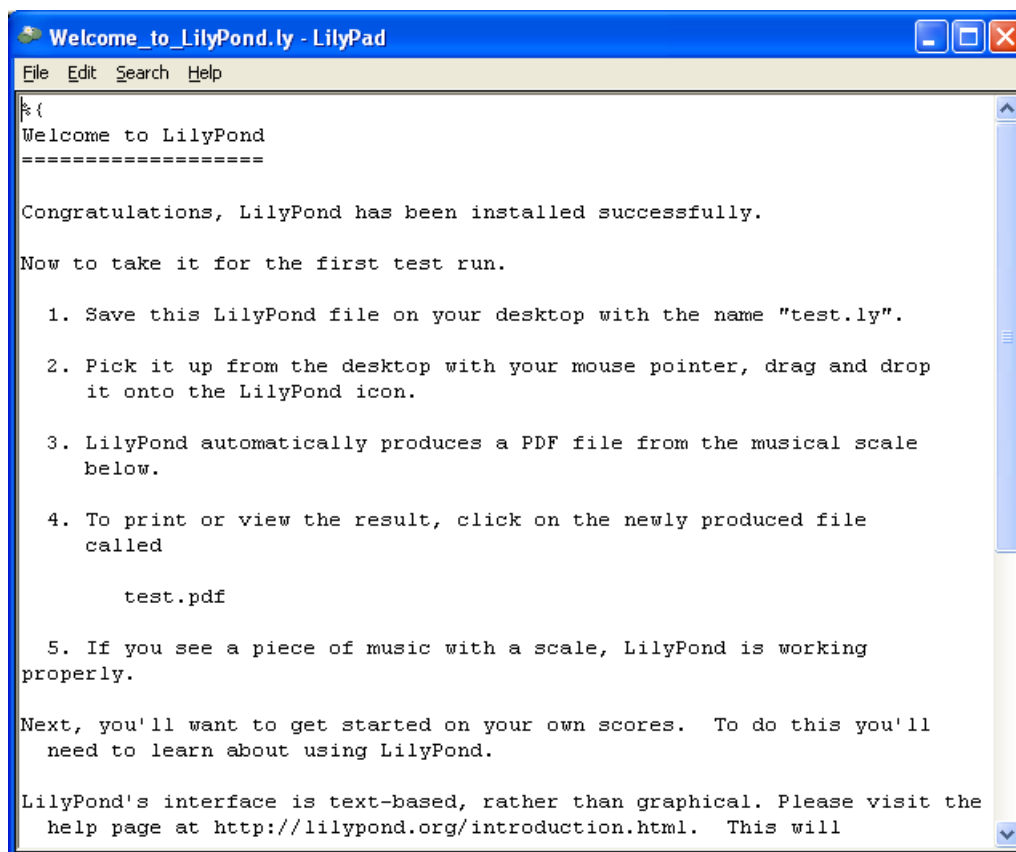 Welcome_to_LilyPond.ly - LilyPad
File Edit Search Help
%{
Welcome to LilyPond
===================
Congratulations, LilyPond has been installed successfully.
Now to take it for the first test run.
1. Save this LilyPond file on your desktop with the name "test.ly".
2. Pick it up from the desktop with your mouse pointer, drag and drop
it onto the LilyPond icon.
3. LilyPond automatically produces a PDF file from the musical scale
below.
4. To print or view the result, click on the newly produced file
called
test.pdf
5. If you see a piece of music with a scale, LilyPond is working
properly.
Next, you'll want to get started on your own scores.  To do this you'll
need to learn about using LilyPond.
LilyPond's interface is text-based, rather than graphical. Please visit the
help page at http://lilypond.org/introduction.html.  This will